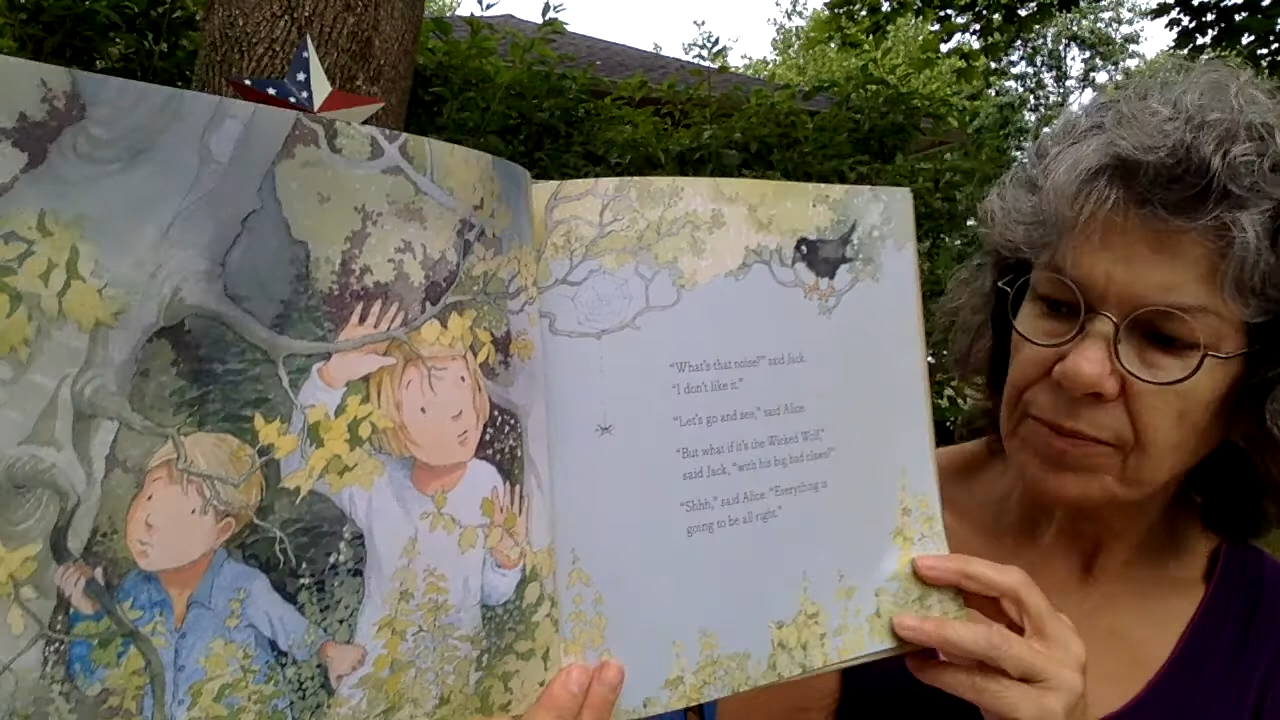 "What's that noise?" said Jack.
"I don't like it."
"Let's go and see," said Alice.
"But what if it's the Wicked Wolf,"
said Jack, "with his big bad claws?"
"Shhh," said Alice. "Everything is
going to be all right."